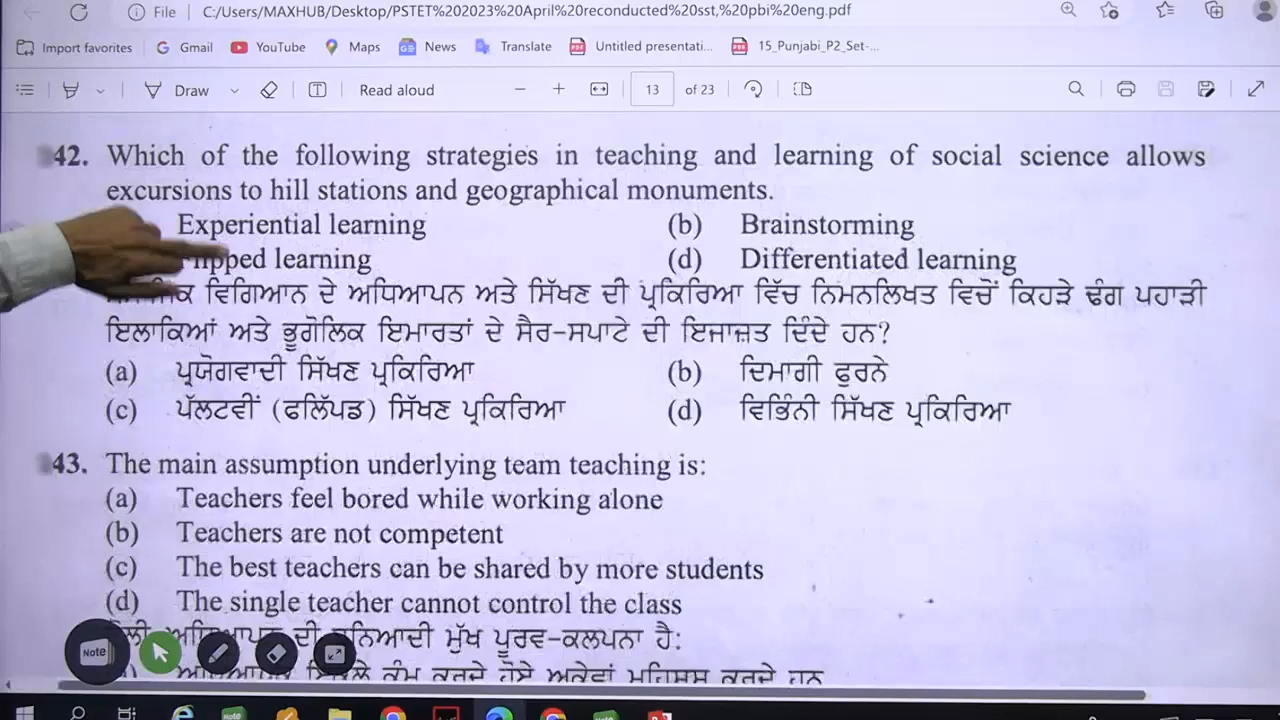 File | C:/Users/MAXHUB/Desktop/PSTET%202023%20April%20reconducted%20sst,%20pbi%20eng.pdf
Import favorites Gmail YouTube Maps News Translate Untitled presentati... 15_Punjabi_P2_Set-...
Draw Read aloud 13 of 23
42. Which of the following strategies in teaching and learning of social science allows
excursions to hill stations and geographical monuments.
Experiential learning (b) Brainstorming
learning (d) Differentiated learning
ਵਿਗਿਆਨ ਦੇ ਅਧਿਆਪਨ ਅਤੇ ਸਿੱਖਣ ਦੀ ਪ੍ਰਕਿਰਿਆ ਵਿੱਚ ਨਿਮਨਲਿਖਤ ਵਿਚੋਂ ਕਿਹੜੇ ਢੰਗ ਪਹਾੜੀ
ਇਲਾਕਿਆਂ ਅਤੇ ਭੂਗੋਲਿਕ ਇਮਾਰਤਾਂ ਦੇ ਸੈਰ-ਸਪਾਟੇ ਦੀ ਇਜਾਜ਼ਤ ਦਿੰਦੇ ਹਨ?
(a) ਪ੍ਰਯੋਗਵਾਦੀ ਸਿੱਖਣ ਪ੍ਰਕਿਰਿਆ (b) ਦਿਮਾਗੀ ਫੁਰਨੇ
(c) ਪੱਲਟਵੀਂ (ਫਲਿੱਪਡ) ਸਿੱਖਣ ਪ੍ਰਕਿਰਿਆ (d) ਵਿਭਿੰਨੀ ਸਿੱਖਣ ਪ੍ਰਕਿਰਿਆ
43. The main assumption underlying team teaching is:
(a) Teachers feel bored while working alone
(b) Teachers are not competent
(c) The best teachers can be shared by more students
(d) The single teacher cannot control the class
ਦੀ ਬੁਨਿਆਦੀ ਮੁੱਖ ਪੂਰਵ-ਕਲਪਨਾ ਹੈ:
ਕੰਮ ਕਰਦੇ ਹੋਏ ਅਕੇਵਾਂ ਮਹਿਸੂਸ ਕਰਦੇ ਹਨ
Note